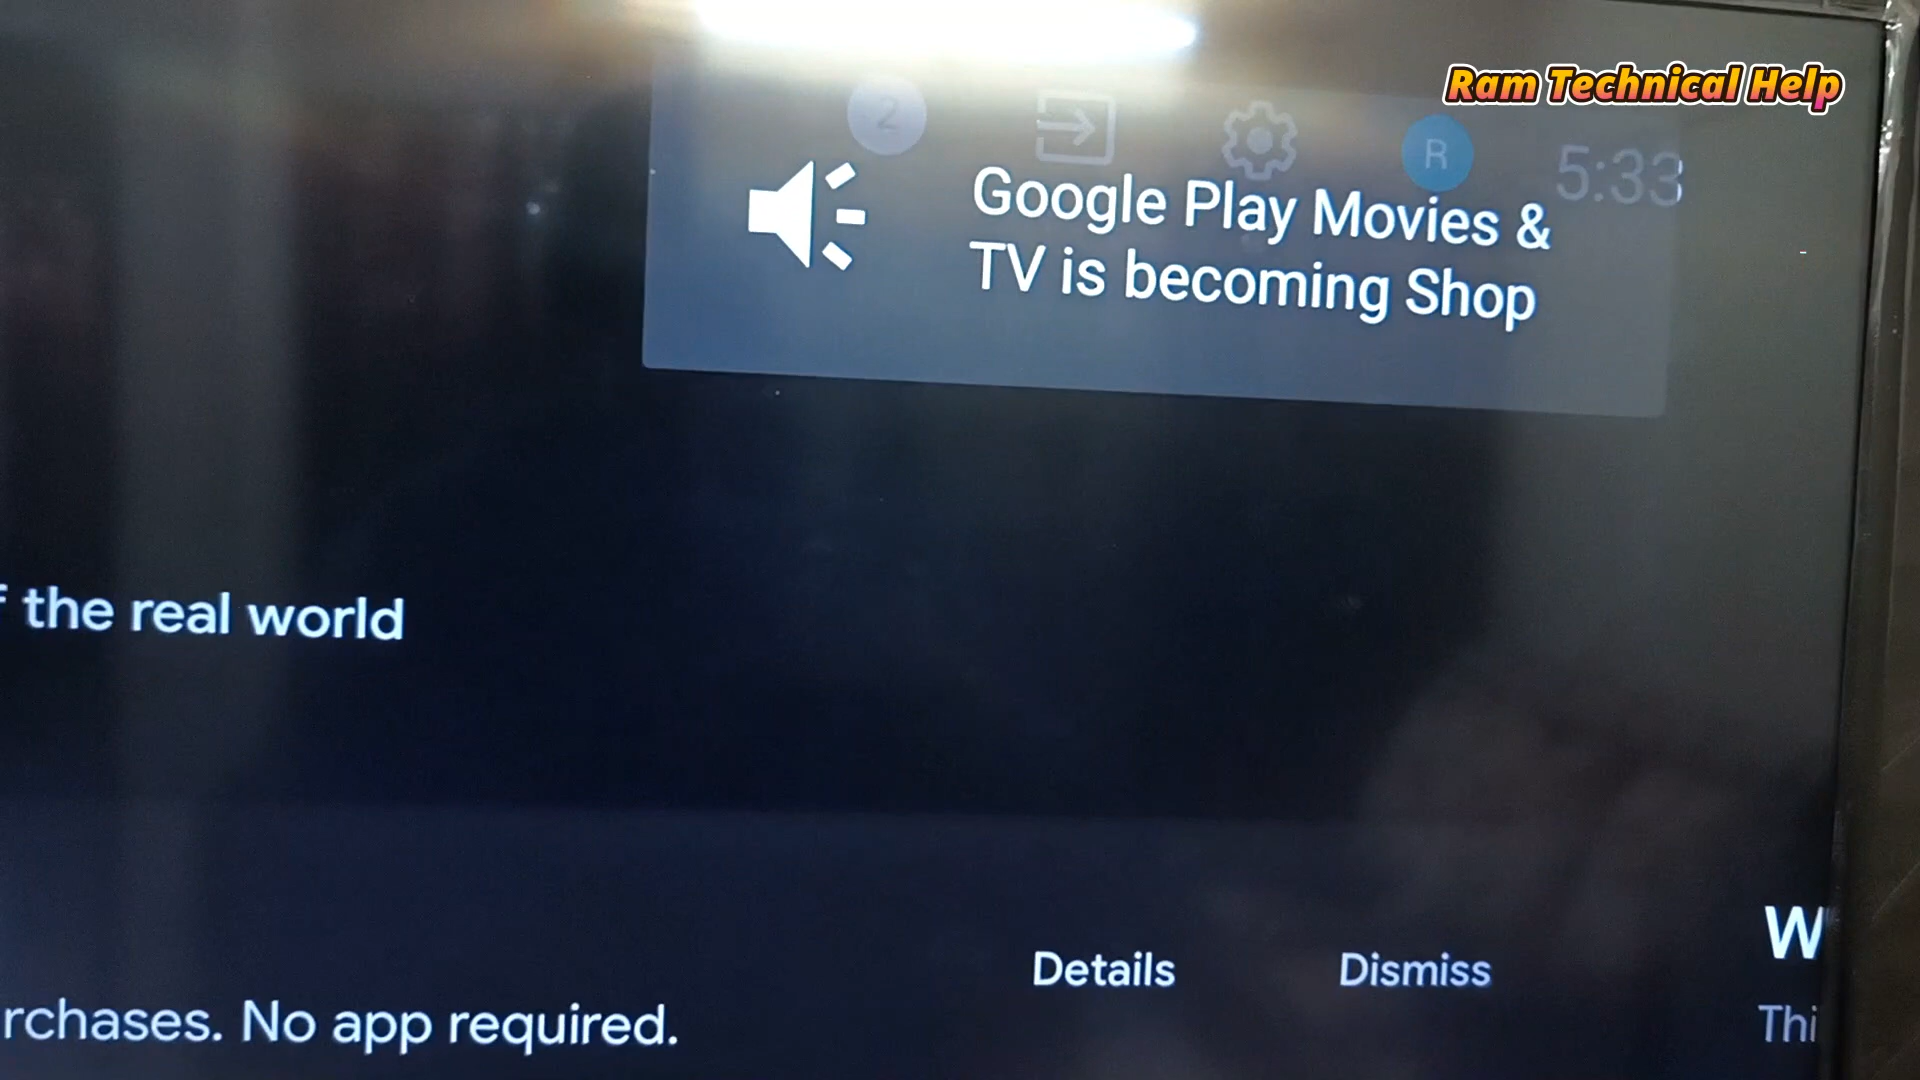 Ram Technical Help
2
R
5:33
Google Play Movies &
TV is becoming Shop
the real world
Details
Dismiss
rchases. No app required.
W
Thi